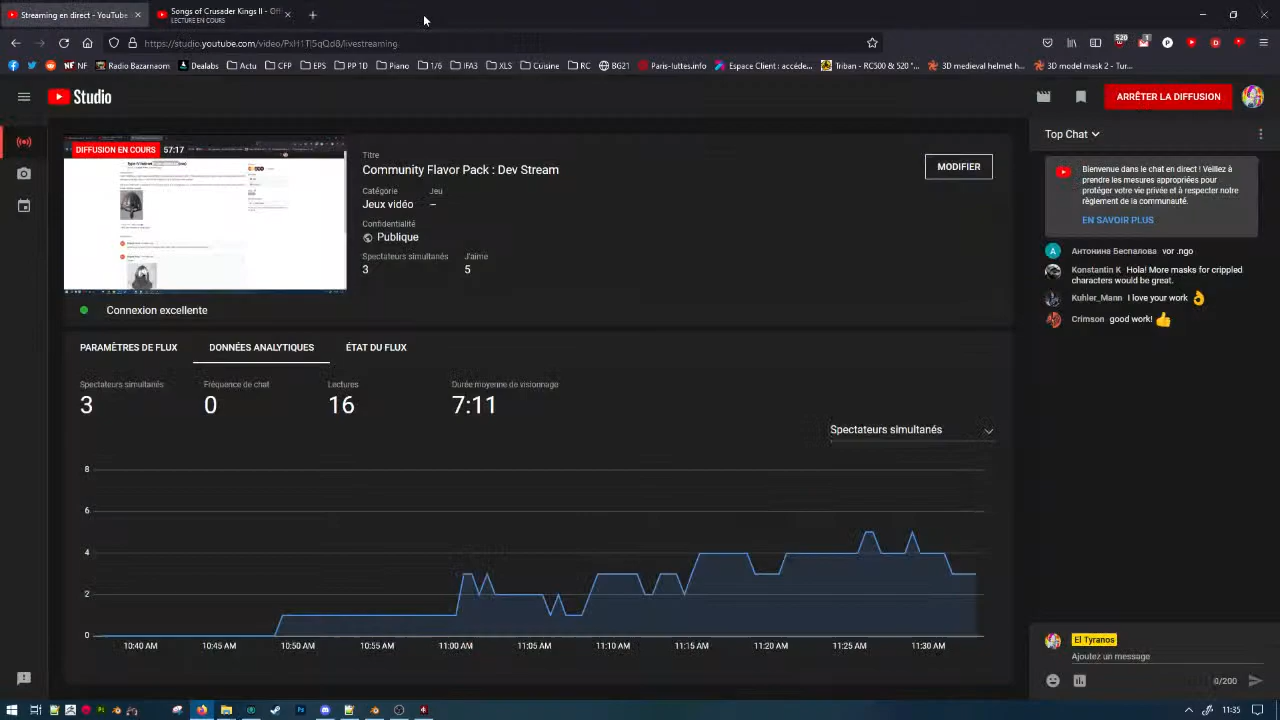 Streaming en direct - YouTube
Songs of Crusader Kings II - Off
LECTURE EN COURS
https://studio.youtube.com/video/PxH1Tl5qQd8/livestreaming
520
NF
Radio Bazarnaom
Dealabs
Actu
CFP
EPS
PP 1D
Piano
1/6
IFA3
XLS
Cuisine
RC
BG21
Paris-luttes.info
Espace Client : accéde...
Triban - RC500 & 520 "...
3D medieval helmet h...
3D model mask 2 - Tur...
Studio
ARRÊTER LA DIFFUSION
DIFFUSION EN COURS
57:17
Titre
Catégorie
Jeu
Jeux vidéo
—
Confidentialité
Publique
Spectateurs simultanés
J'aime
3
5
MODIFIER
Connexion excellente
PARAMÈTRES DE FLUX
DONNÉES ANALYTIQUES
ÉTAT DU FLUX
Spectateurs simultanés
Fréquence de chat
Lectures
Durée moyenne de visionnage
3
0
16
7:11
Spectateurs simultanés
8
6
4
2
0
10:40 AM
10:45 AM
10:50 AM
10:55 AM
11:00 AM
11:05 AM
11:10 AM
11:15 AM
11:20 AM
11:25 AM
11:30 AM
Top Chat
Bienvenue dans le chat en direct ! Veillez à
prendre les mesures appropriées pour
protéger votre vie privée et à respecter notre
règlement de la communauté.
EN SAVOIR PLUS
Антонина Беспалова vor .ngo
Konstantin K Hola! More masks for crippled
characters would be great.
Kuhler_Mann I love your work 👌
Crimson good work! 👍
El Tyranos
Ajoutez un message
0/200
11:35